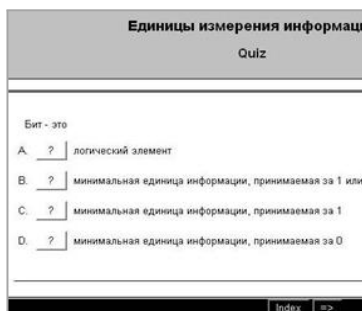 Единицы измерения информац
Quiz
Бит - это
A. ? логический элемент
B. ? минимальная единица информации, принимаемая за 1 или
C. ? минимальная единица информации, принимаемая за 1
D. ? минимальная единица информации, принимаемая за 0
Index =>